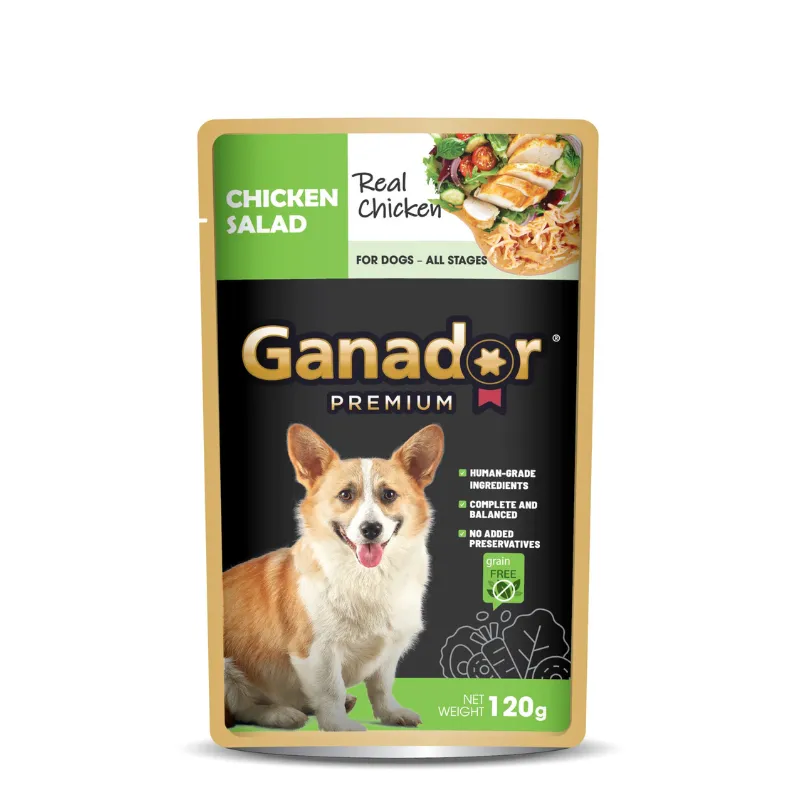 CHICKEN
SALAD
Real
Chicken
FOR DOGS – ALL STAGES
Ganador®
PREMIUM
HUMAN-GRADE
INGREDIENTS
COMPLETE AND
BALANCED
NO ADDED
PRESERVATIVES
grain
FREE
NET
WEIGHT 120g